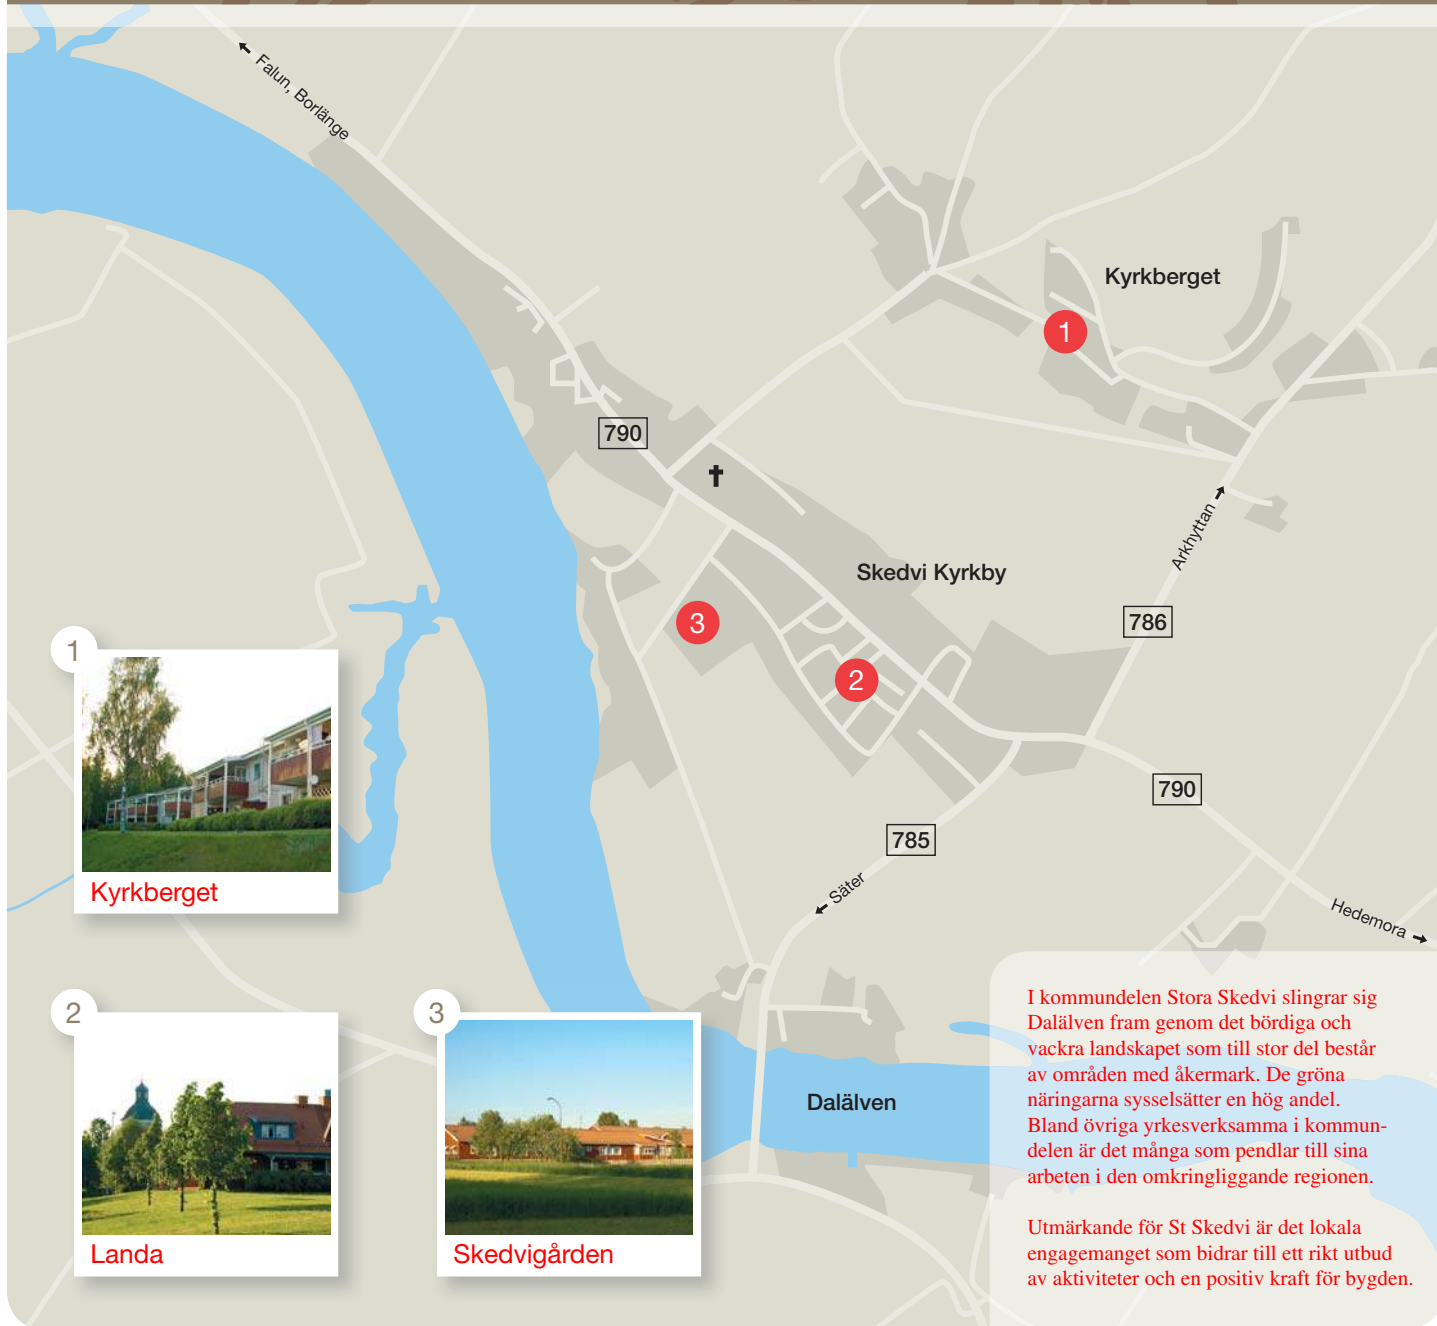 Falun, Borlänge
Kyrkberget
1
790
Skedvi Kyrkby
Arkhyttan
786
3
2
790
785
Säter
Hedemora
Dalälven
1
Kyrkberget
2
Landa
3
Skedvigården
I kommundelen Stora Skedvi slingrar sig
Dalälven fram genom det bördiga och
vackra landskapet som till stor del består
av områden med åkermark. De gröna
näringarna sysselsätter en hög andel.
Bland övriga yrkesverksamma i kommun-
delen är det många som pendlar till sina
arbeten i den omkringliggande regionen.
Utmärkande för St Skedvi är det lokala
engagemanget som bidrar till ett rikt utbud
av aktiviteter och en positiv kraft för bygden.